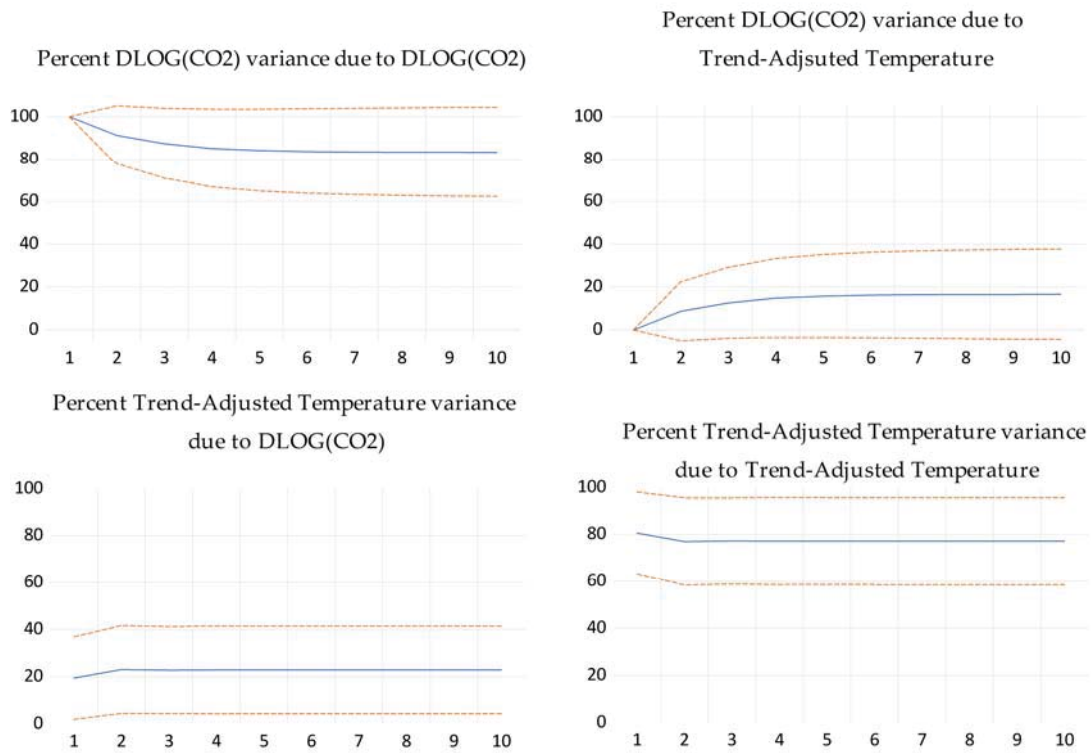 Percent DLOG(CO2) variance due to DLOG(CO2)
100
80
60
40
20
0
1 2 3 4 5 6 7 8 9 10
Percent DLOG(CO2) variance due to
Trend-Adjsuted Temperature
100
80
60
40
20
0
1 2 3 4 5 6 7 8 9 10
Percent Trend-Adjusted Temperature variance
due to DLOG(CO2)
100
80
60
40
20
0
1 2 3 4 5 6 7 8 9 10
Percent Trend-Adjusted Temperature variance
due to Trend-Adjusted Temperature
100
80
60
40
20
0
1 2 3 4 5 6 7 8 9 10